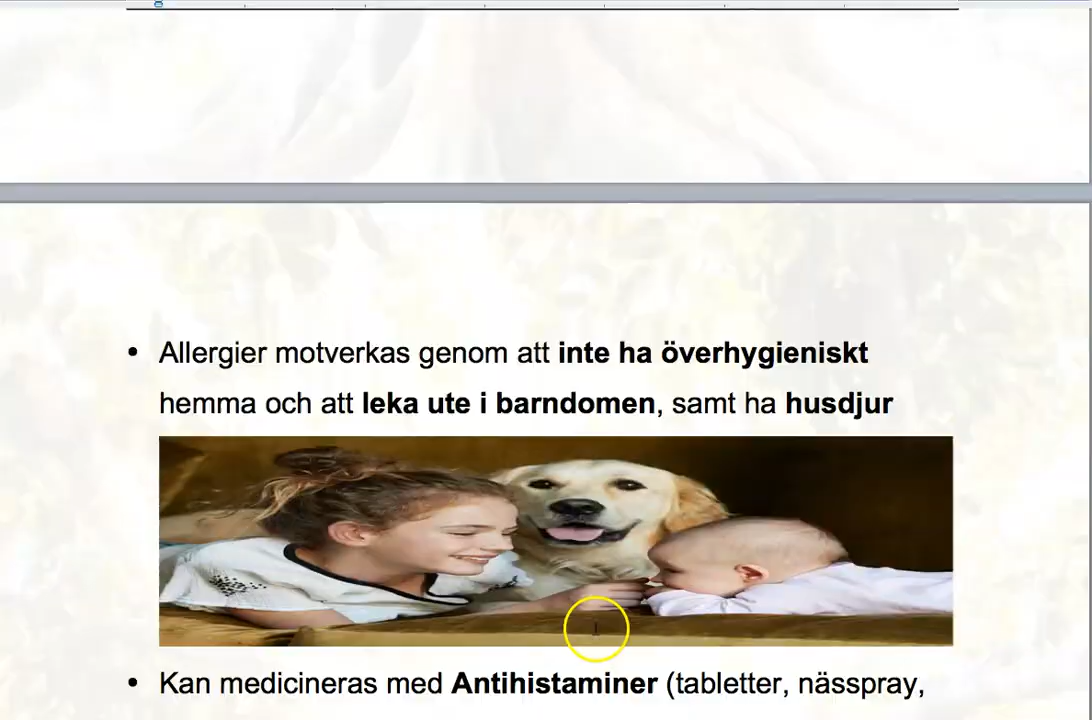 • Allergier motverkas genom att inte ha överhygieniskt
hemma och att leka ute i barndomen, samt ha husdjur
• Kan medicineras med Antihistaminer (tabletter, nässpray,